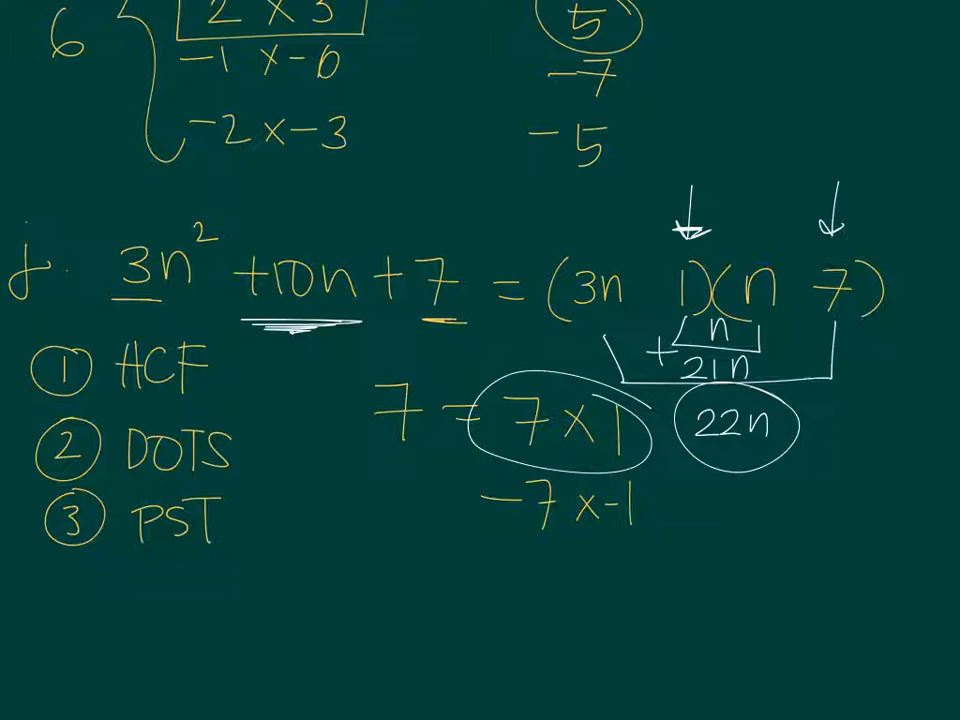 2 x 3
5
6
-1 x -6
-7
-2 x -3
-5
j. 3n² +10n + 7 = (3n 1)(n 7)
n
+ 21n
① HCF
7 = 7 x 1
22n
② DOTS
-7 x -1
③ PST